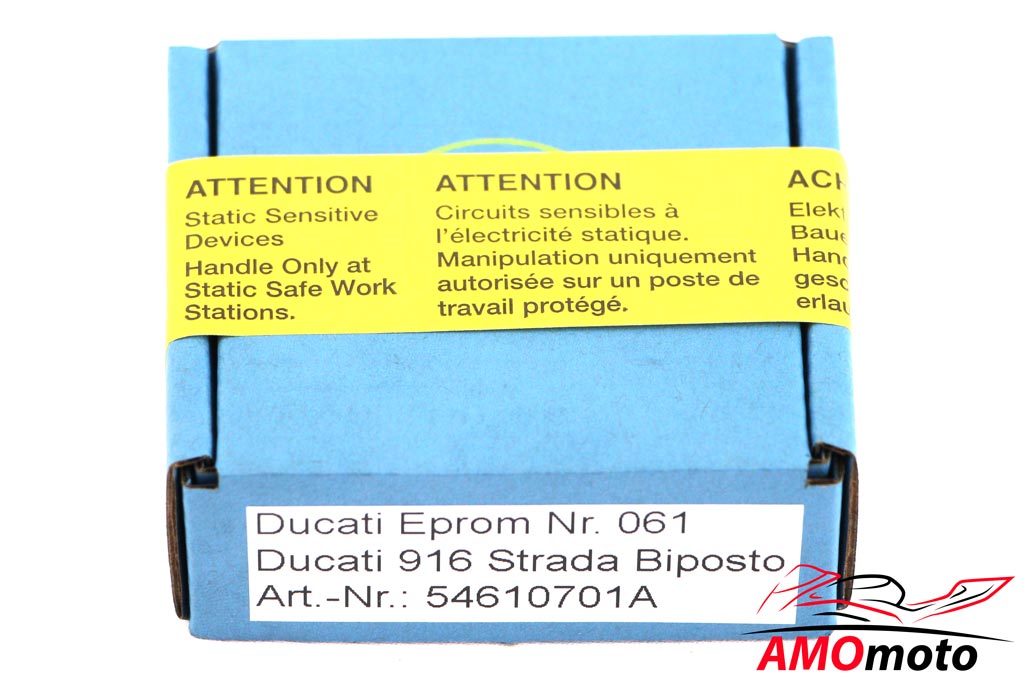 ATTENTION
Static Sensitive
Devices
Handle Only at
Static Safe Work
Stations.
ATTENTION
Circuits sensibles à
l'électricité statique.
Manipulation uniquement
autorisée sur un poste de
travail protégé.
Ducati Eprom Nr. 061
Ducati 916 Strada Biposto
Art.-Nr.: 54610701A
AMOmoto